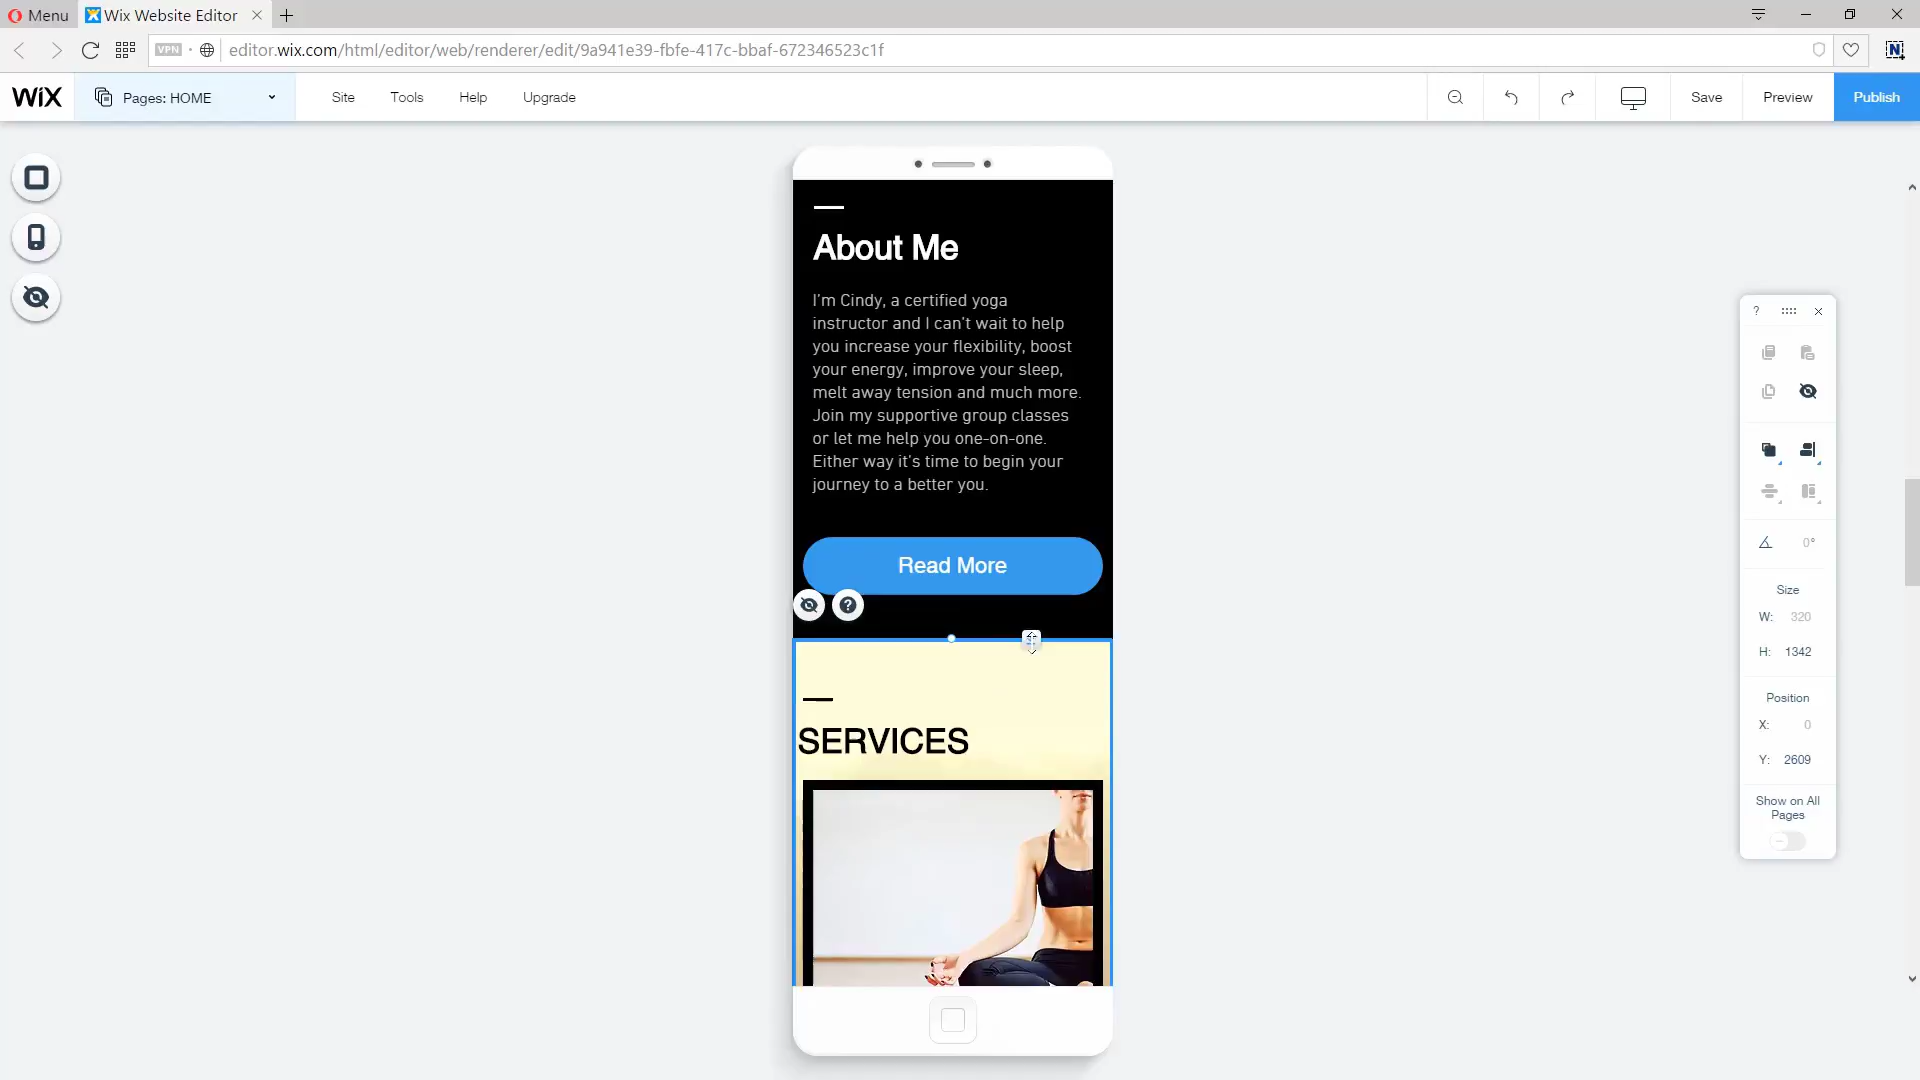 Menu
Wix Website Editor
VPN
editor.wix.com/html/editor/web/renderer/edit/9a941e39-fbfe-417c-bbaf-672346523c1f
N
WiX
Pages: HOME
Site
Tools
Help
Upgrade
Save
Preview
Publish
About Me
I'm Cindy, a certified yoga
instructor and I can't wait to help
you increase your flexibility, boost
your energy, improve your sleep,
melt away tension and much more.
Join my supportive group classes
or let me help you one-on-one.
Either way it's time to begin your
journey to a better you.
Read More
?
SERVICES
?
0°
Size
W: 320
H: 1342
Position
X: 0
Y: 2609
Show on All
Pages